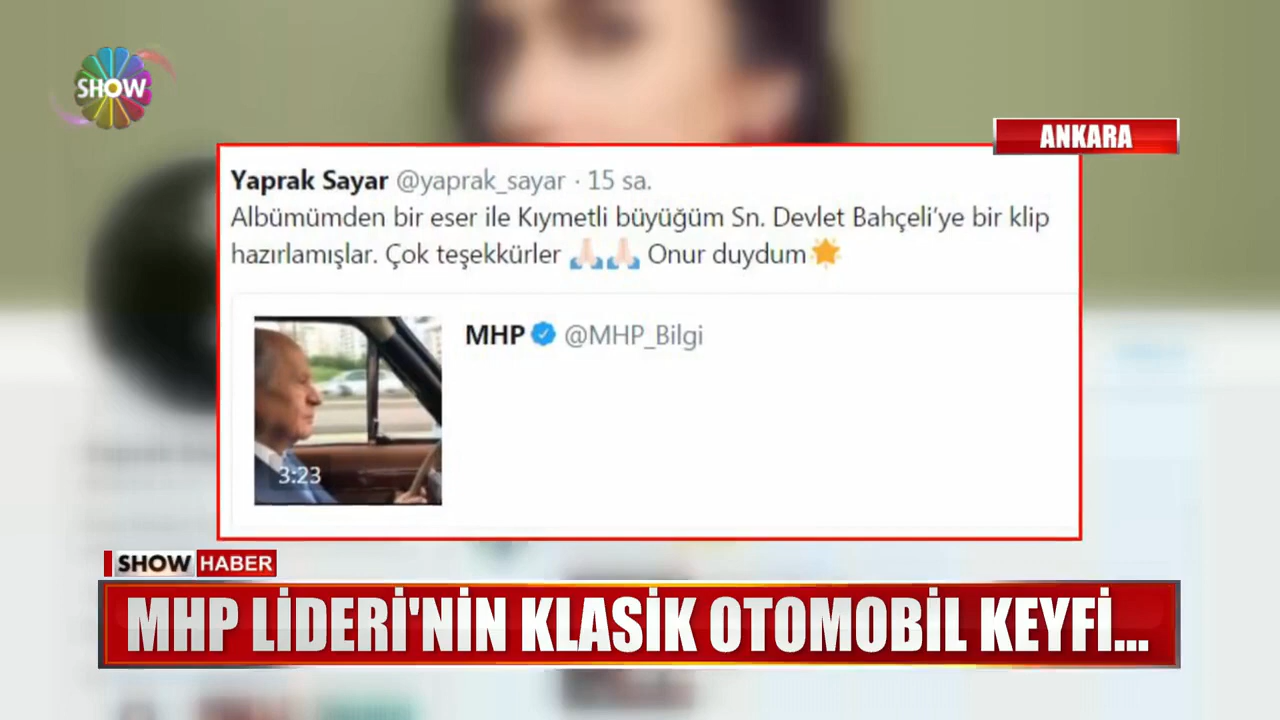 SHOW
ANKARA
Yaprak Sayar @yaprak_sayar · 15 sa.
Albümümden bir eser ile Kıymetli büyüğüm Sn. Devlet Bahçeli'ye bir klip
hazırlamışlar. Çok teşekkürler 🙏🏻🙏🏻 Onur duydum🌟
MHP @MHP_Bilgi
3:23
SHOW HABER
MHP LİDERİ'NİN KLASİK OTOMOBİL KEYFİ...